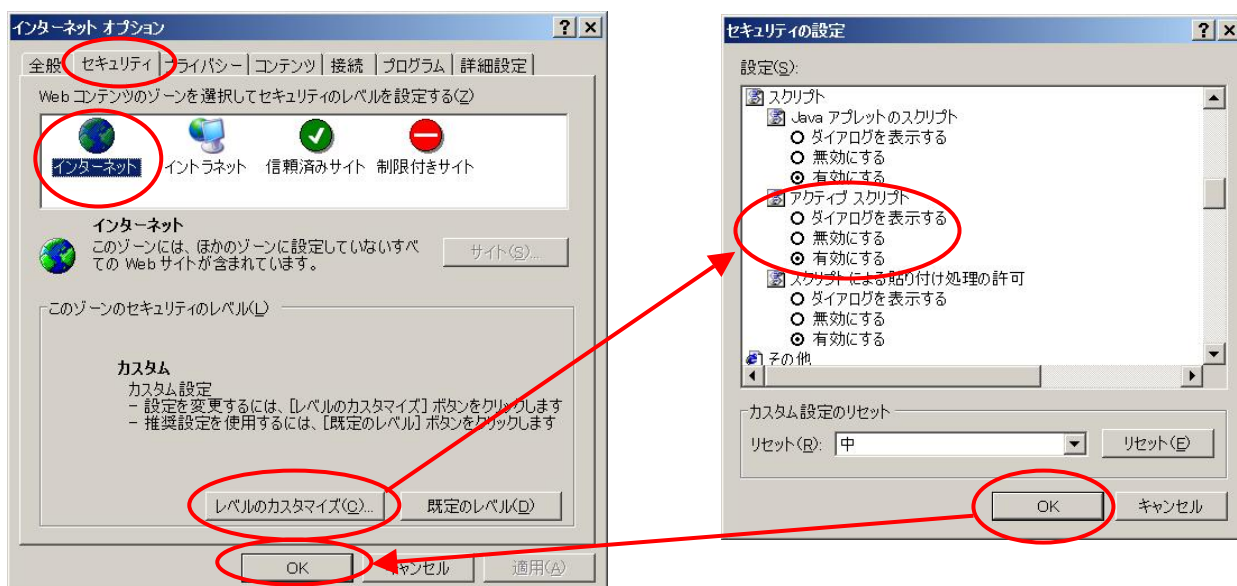 インターネット オプション
全般
セキュリティ
プライバシー
コンテンツ
接続
プログラム
詳細設定
Web コンテンツのゾーンを選択してセキュリティのレベルを設定する(Z)
インターネット
イントラネット
信頼済みサイト
制限付きサイト
インターネット
このゾーンには、ほかのゾーンに設定していないすべ
ての Web サイトが含まれています。
サイト(S)...
このゾーンのセキュリティのレベル(L)
カスタム
カスタム設定
- 設定を変更するには、[レベルのカスタマイズ] ボタンをクリックします
- 推奨設定を使用するには、[既定のレベル] ボタンをクリックします
レベルのカスタマイズ(C)...
既定のレベル(D)
OK
キャンセル
適用(A)
セキュリティの設定
設定(S):
スクリプト
Java アプレットのスクリプト
ダイアログを表示する
無効にする
有効にする
アクティブ スクリプト
ダイアログを表示する
無効にする
有効にする
スクリプトによる貼り付け処理の許可
ダイアログを表示する
無効にする
有効にする
その他
カスタム設定のリセット
リセット(R):
中
リセット(E)
OK
キャンセル